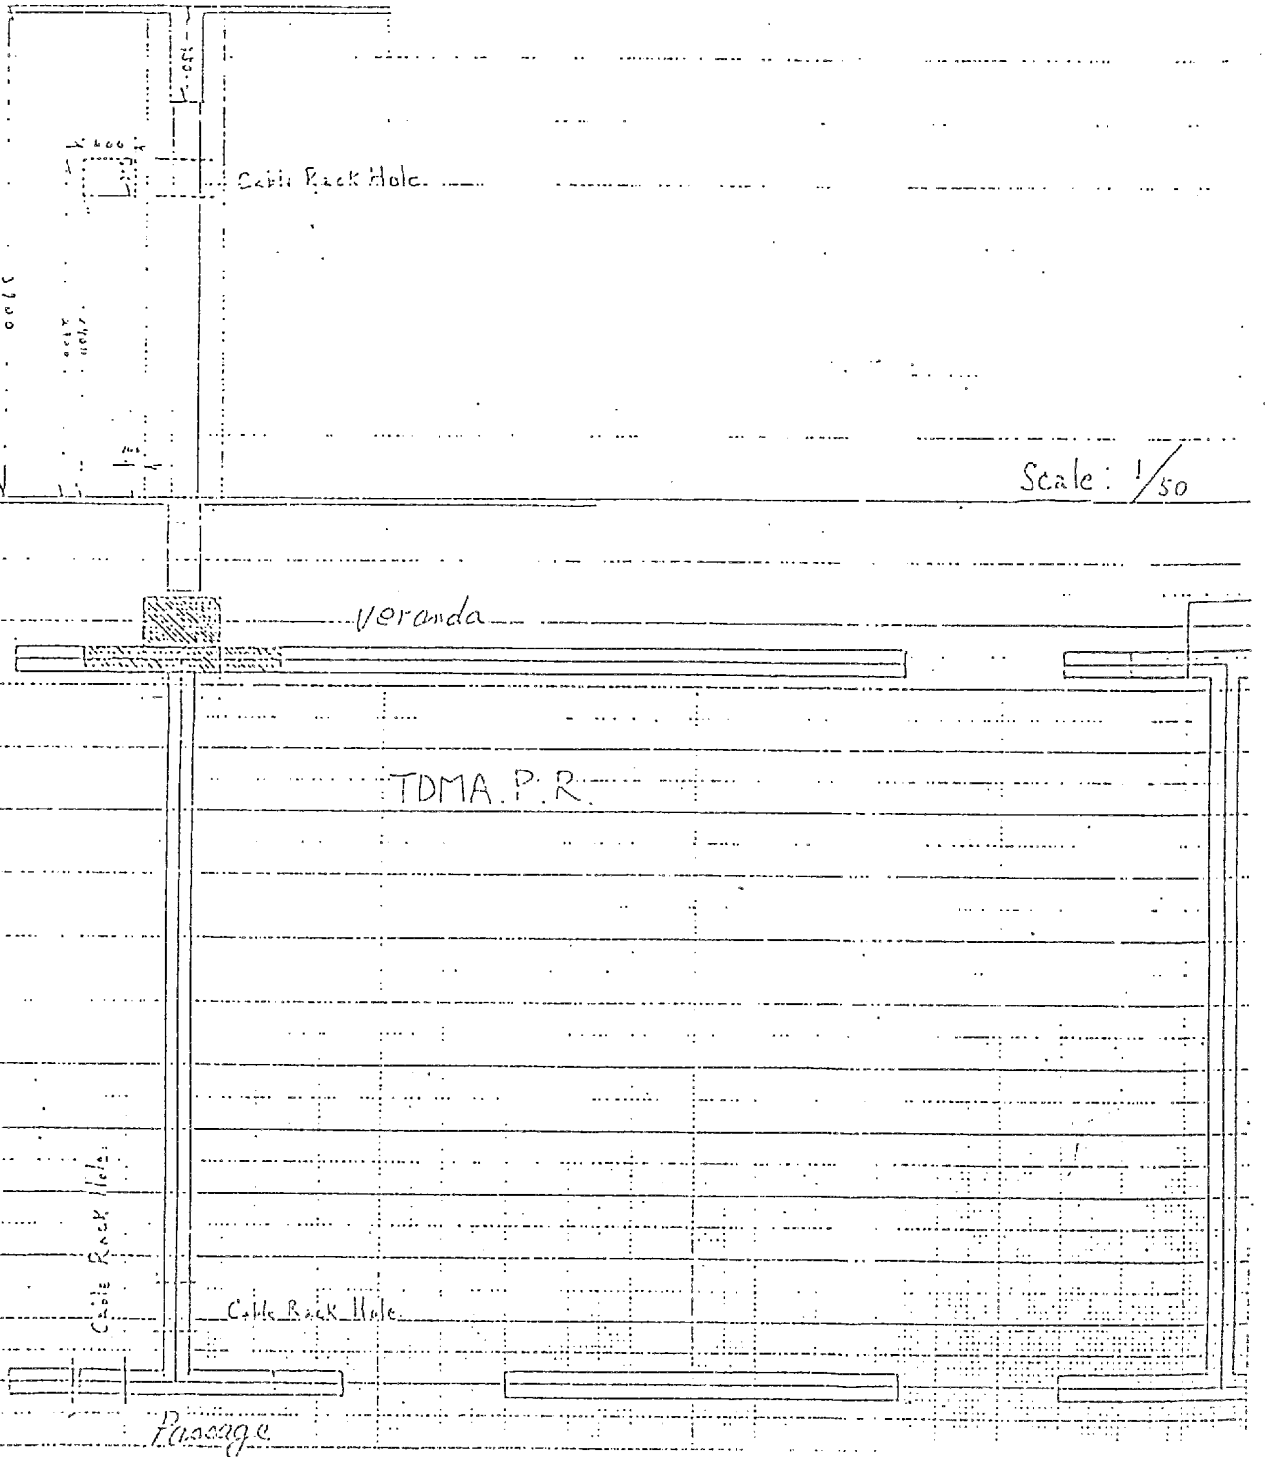 Cable Rack Hole.
Scale: 1/50
Veranda
TDMA. P. R.
Cable Rack Hole
Cable Rack Hole.
Passage